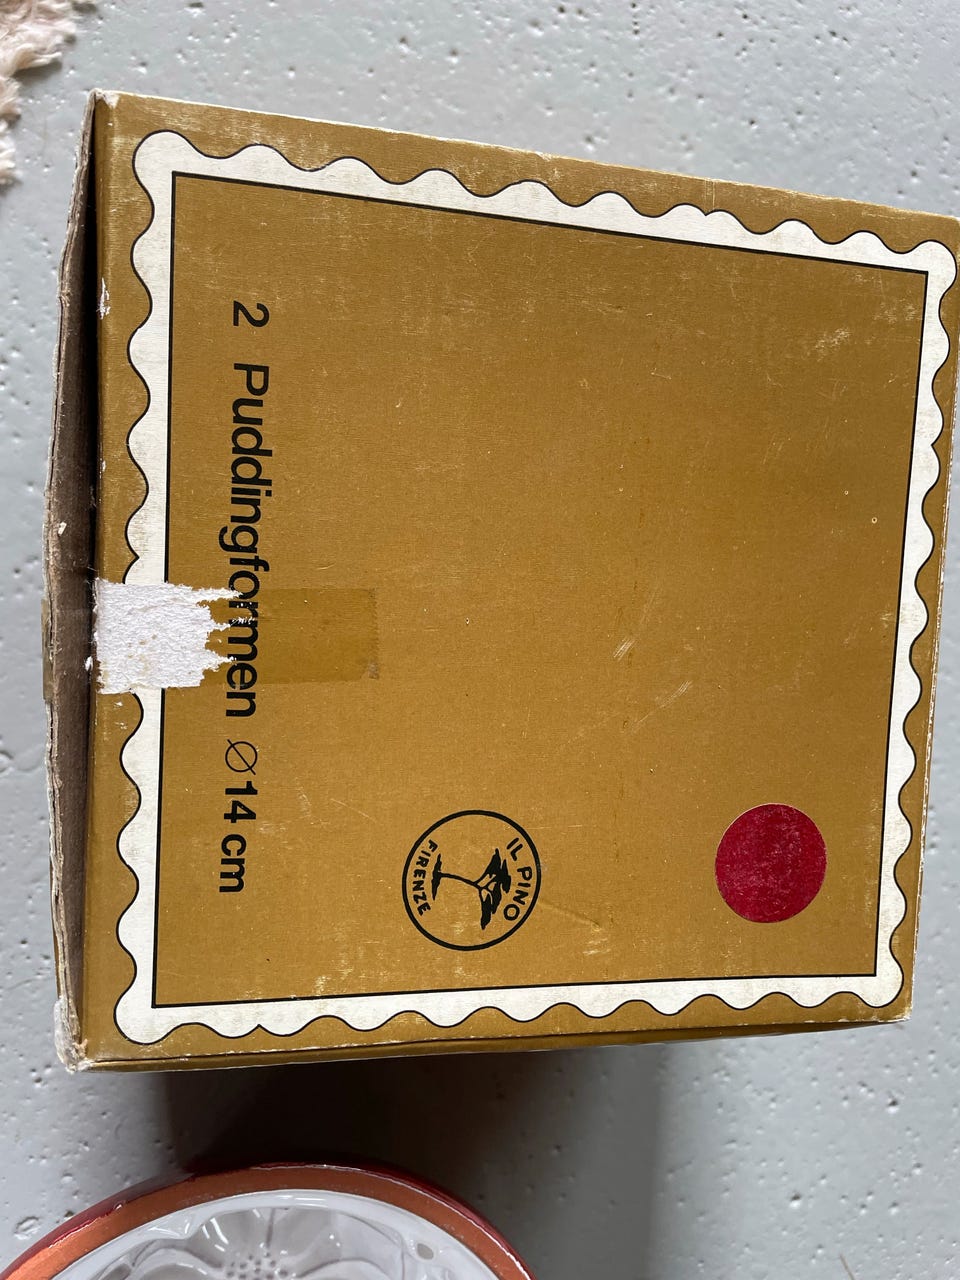 2 Puddingformen ∅ 14 cm
IL PINO
FIRENZE